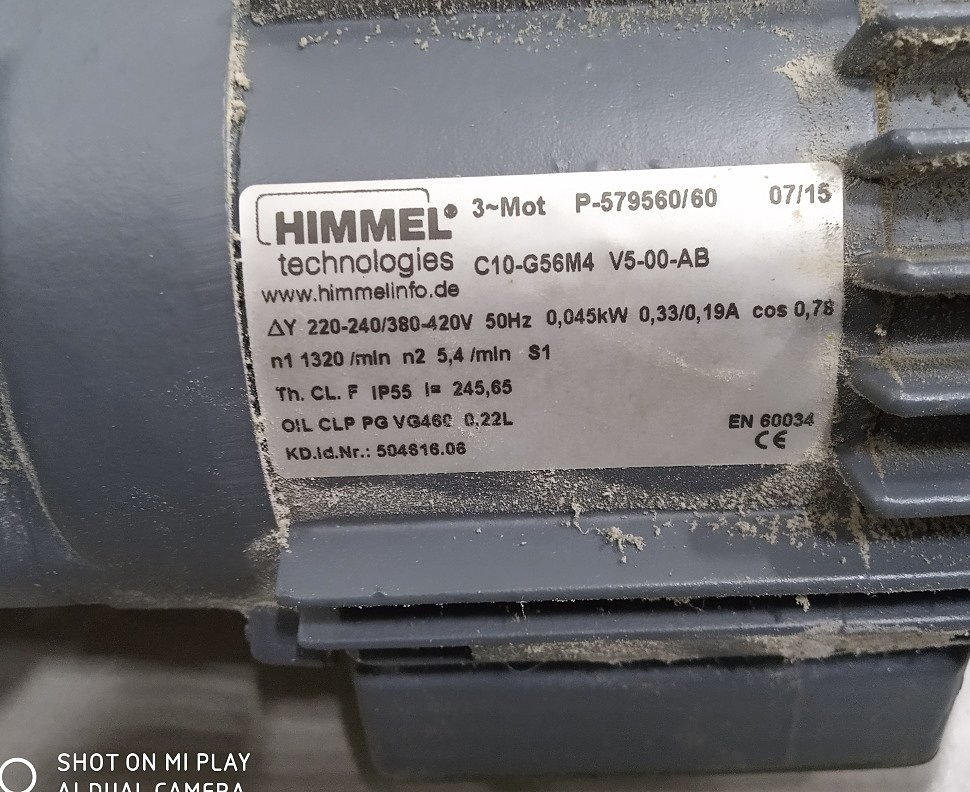 HIMMEL® 3~Mot P-579560/60 07/15
technologies C10-G56M4 V5-00-AB
www.himmelinfo.de
ΔY 220-240/380-420V 50Hz 0,045kW 0,33/0,19A cos 0,78
n1 1320 /min n2 5,4 /min S1
Th. CL. F IP55 i= 245,65
OIL CLP PG VG460 0,22L
EN 60034
KD.Id.Nr.: 504616.06
CE
SHOT ON MI PLAY
AI DUAL CAMERA